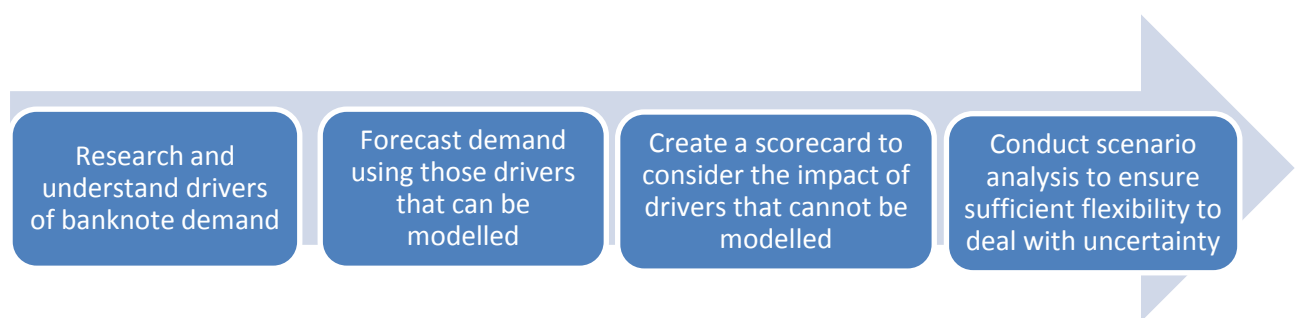 Research and
understand drivers
of banknote demand
Forecast demand
using those drivers
that can be
modelled
Create a scorecard to
consider the impact of
drivers that cannot be
modelled
Conduct scenario
analysis to ensure
sufficient flexibility to
deal with uncertainty